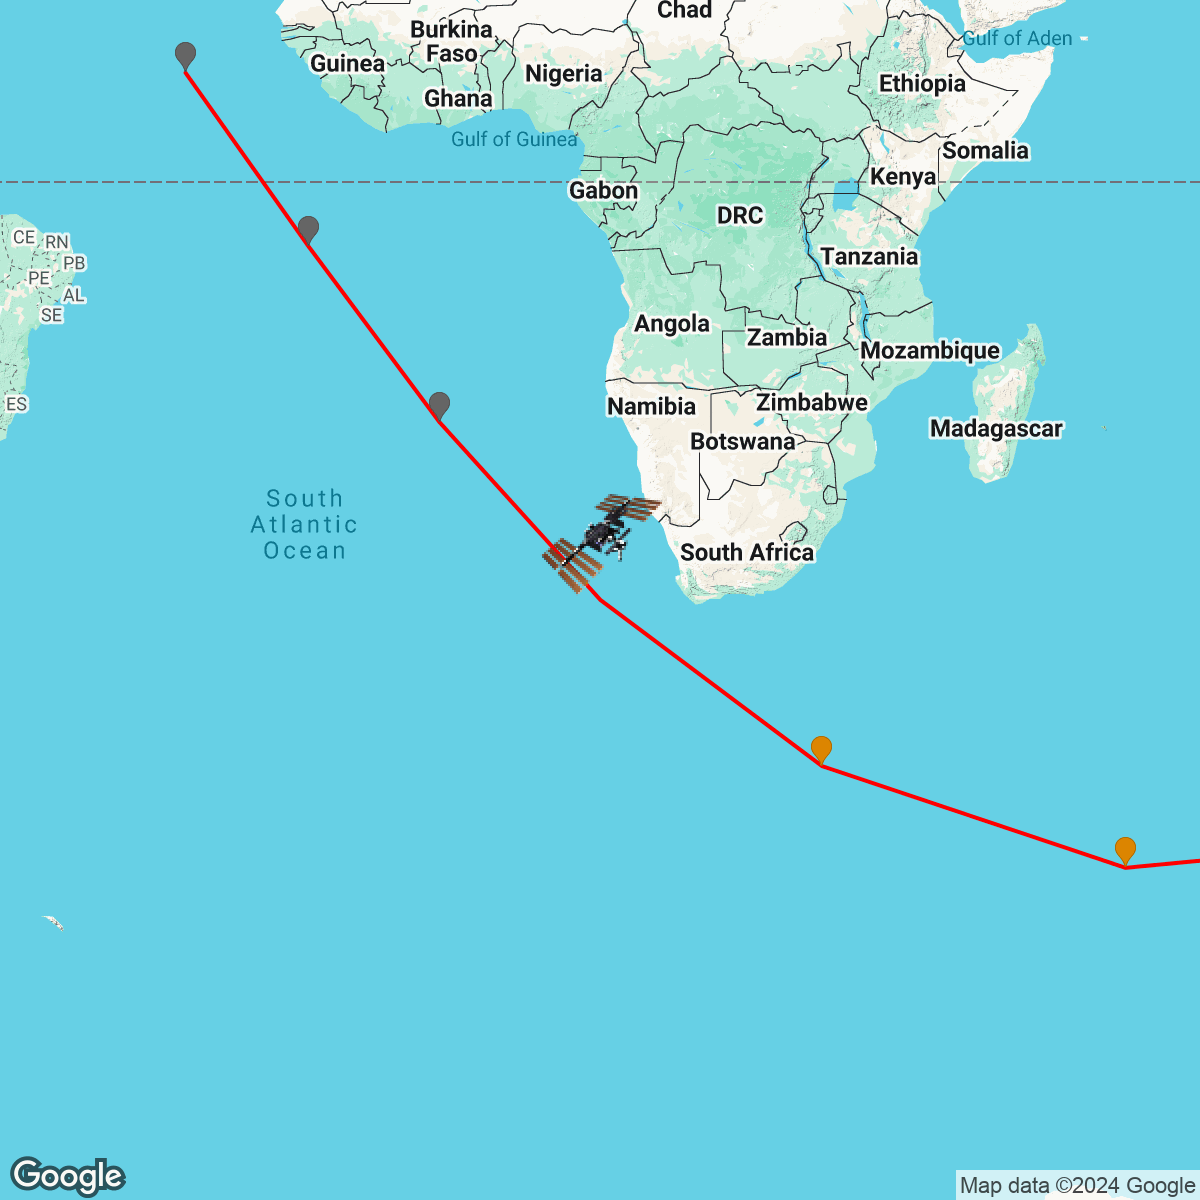 Chad
Burkina
Faso
Gulf of Aden
Guinea
Nigeria
Ethiopia
Ghana
Gulf of Guinea
Somalia
Kenya
Gabon
DRC
CE
RN
PB
PE
AL
SE
Tanzania
Angola
Zambia
Mozambique
ES
Namibia
Zimbabwe
Botswana
Madagascar
South
Atlantic
Ocean
South Africa
Google
Map data ©2024 Google